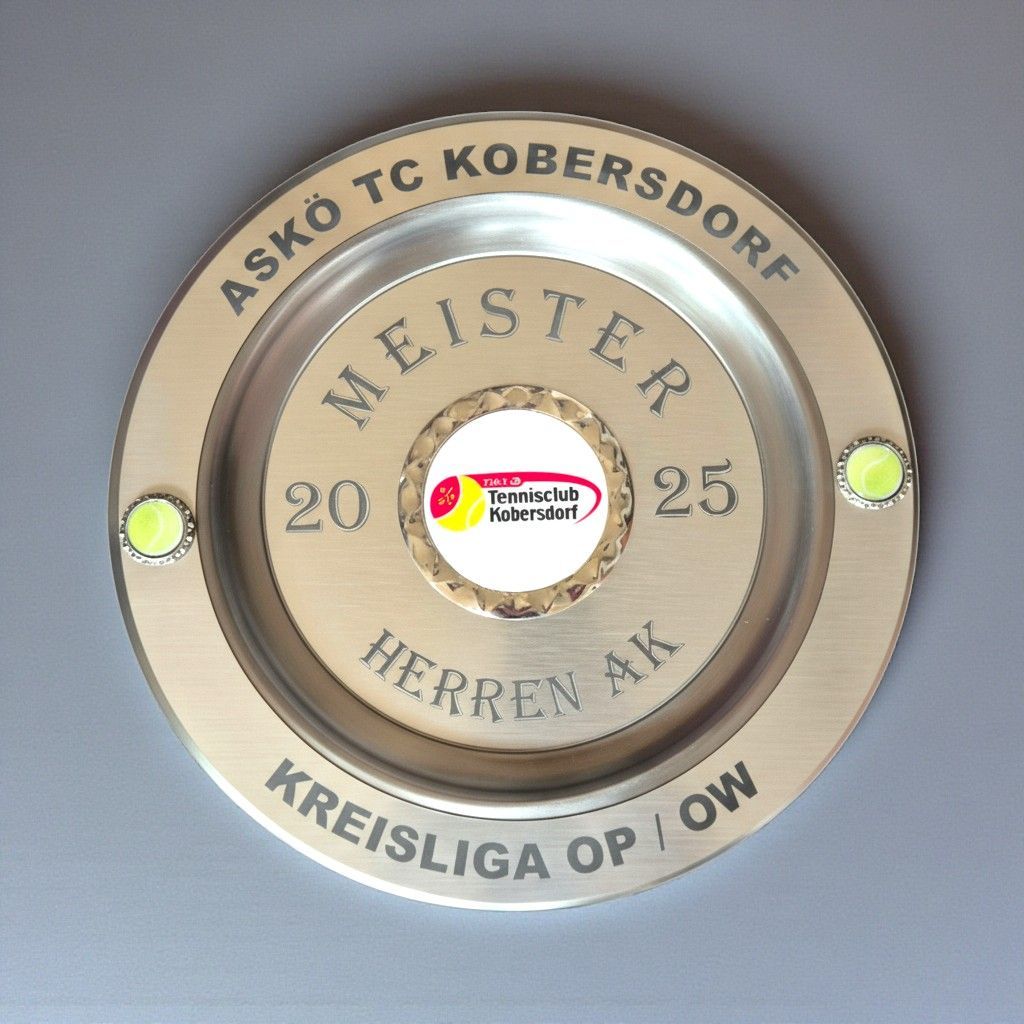 ASKÖ TC KOBERSDORF
MEISTER
20 25
Tennisclub
Kobersdorf
HERREN AK
KREISLIGA OP / OW